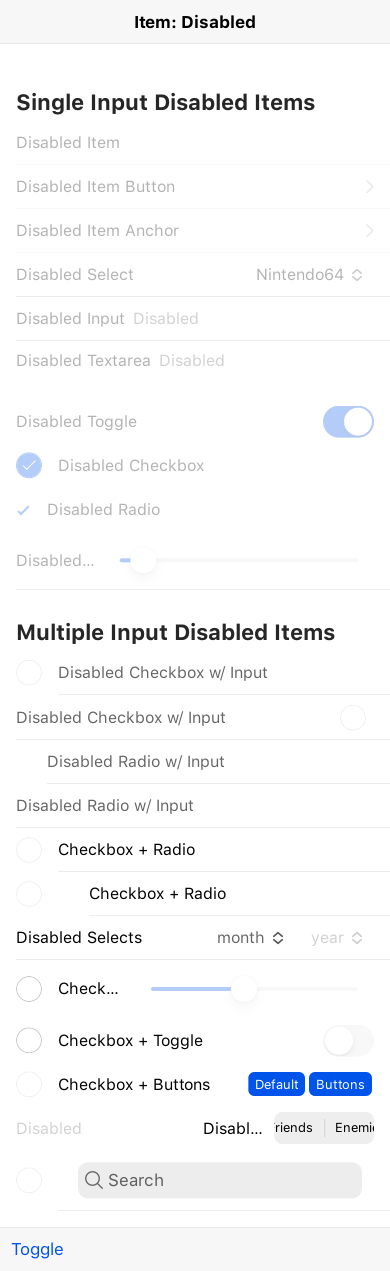 Item: Disabled
Single Input Disabled Items
Disabled Item
Disabled Item Button
Disabled Item Anchor
Disabled Select Nintendo64
Disabled Input Disabled
Disabled Textarea Disabled
Disabled Toggle
Disabled Checkbox
Disabled Radio
Disabled...
Multiple Input Disabled Items
Disabled Checkbox w/ Input
Disabled Checkbox w/ Input
Disabled Radio w/ Input
Disabled Radio w/ Input
Checkbox + Radio
Checkbox + Radio
Disabled Selects month year
Check...
Checkbox + Toggle
Checkbox + Buttons Default Buttons
Disabled Disabl... riends Enemie
Search
Toggle